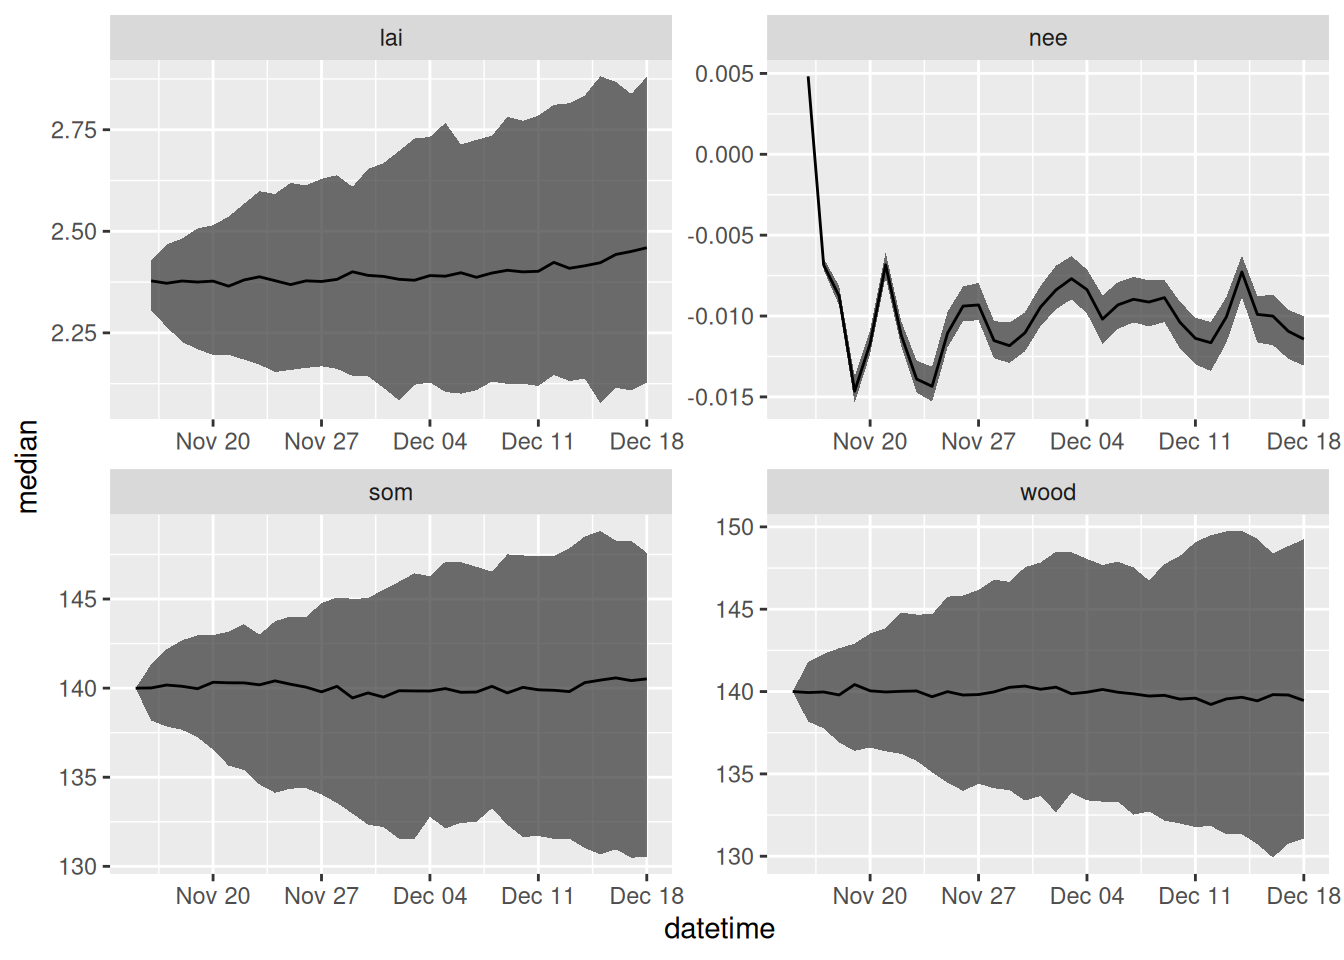 lai
nee
2.75
2.50
2.25
0.005
0.000
-0.005
-0.010
-0.015
Nov 20 Nov 27 Dec 04 Dec 11 Dec 18
Nov 20 Nov 27 Dec 04 Dec 11 Dec 18
median
som
wood
145
140
135
130
150
145
140
135
130
Nov 20 Nov 27 Dec 04 Dec 11 Dec 18
Nov 20 Nov 27 Dec 04 Dec 11 Dec 18
datetime